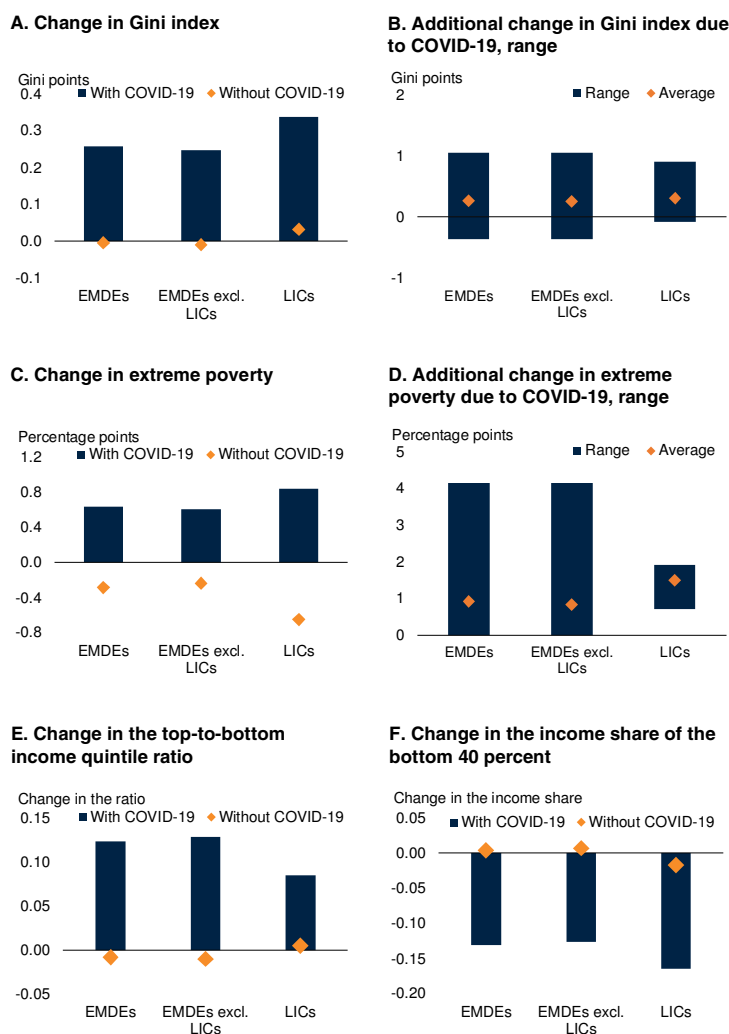 A. Change in Gini index
Gini points
With COVID-19 Without COVID-19
0.4
0.3
0.2
0.1
0.0
-0.1
EMDEs EMDEs excl. LICs
LICs
B. Additional change in Gini index due
to COVID-19, range
Gini points
Range Average
2
1
0
-1
EMDEs EMDEs excl. LICs
LICs
C. Change in extreme poverty
Percentage points
With COVID-19 Without COVID-19
1.2
0.8
0.4
0.0
-0.4
-0.8
EMDEs EMDEs excl. LICs
LICs
D. Additional change in extreme
poverty due to COVID-19, range
Percentage points
Range Average
5
4
3
2
1
0
EMDEs EMDEs excl. LICs
LICs
E. Change in the top-to-bottom
income quintile ratio
Change in the ratio
With COVID-19 Without COVID-19
0.15
0.10
0.05
0.00
-0.05
EMDEs EMDEs excl. LICs
LICs
F. Change in the income share of the
bottom 40 percent
Change in the income share
With COVID-19 Without COVID-19
0.05
0.00
-0.05
-0.10
-0.15
-0.20
EMDEs EMDEs excl. LICs
LICs